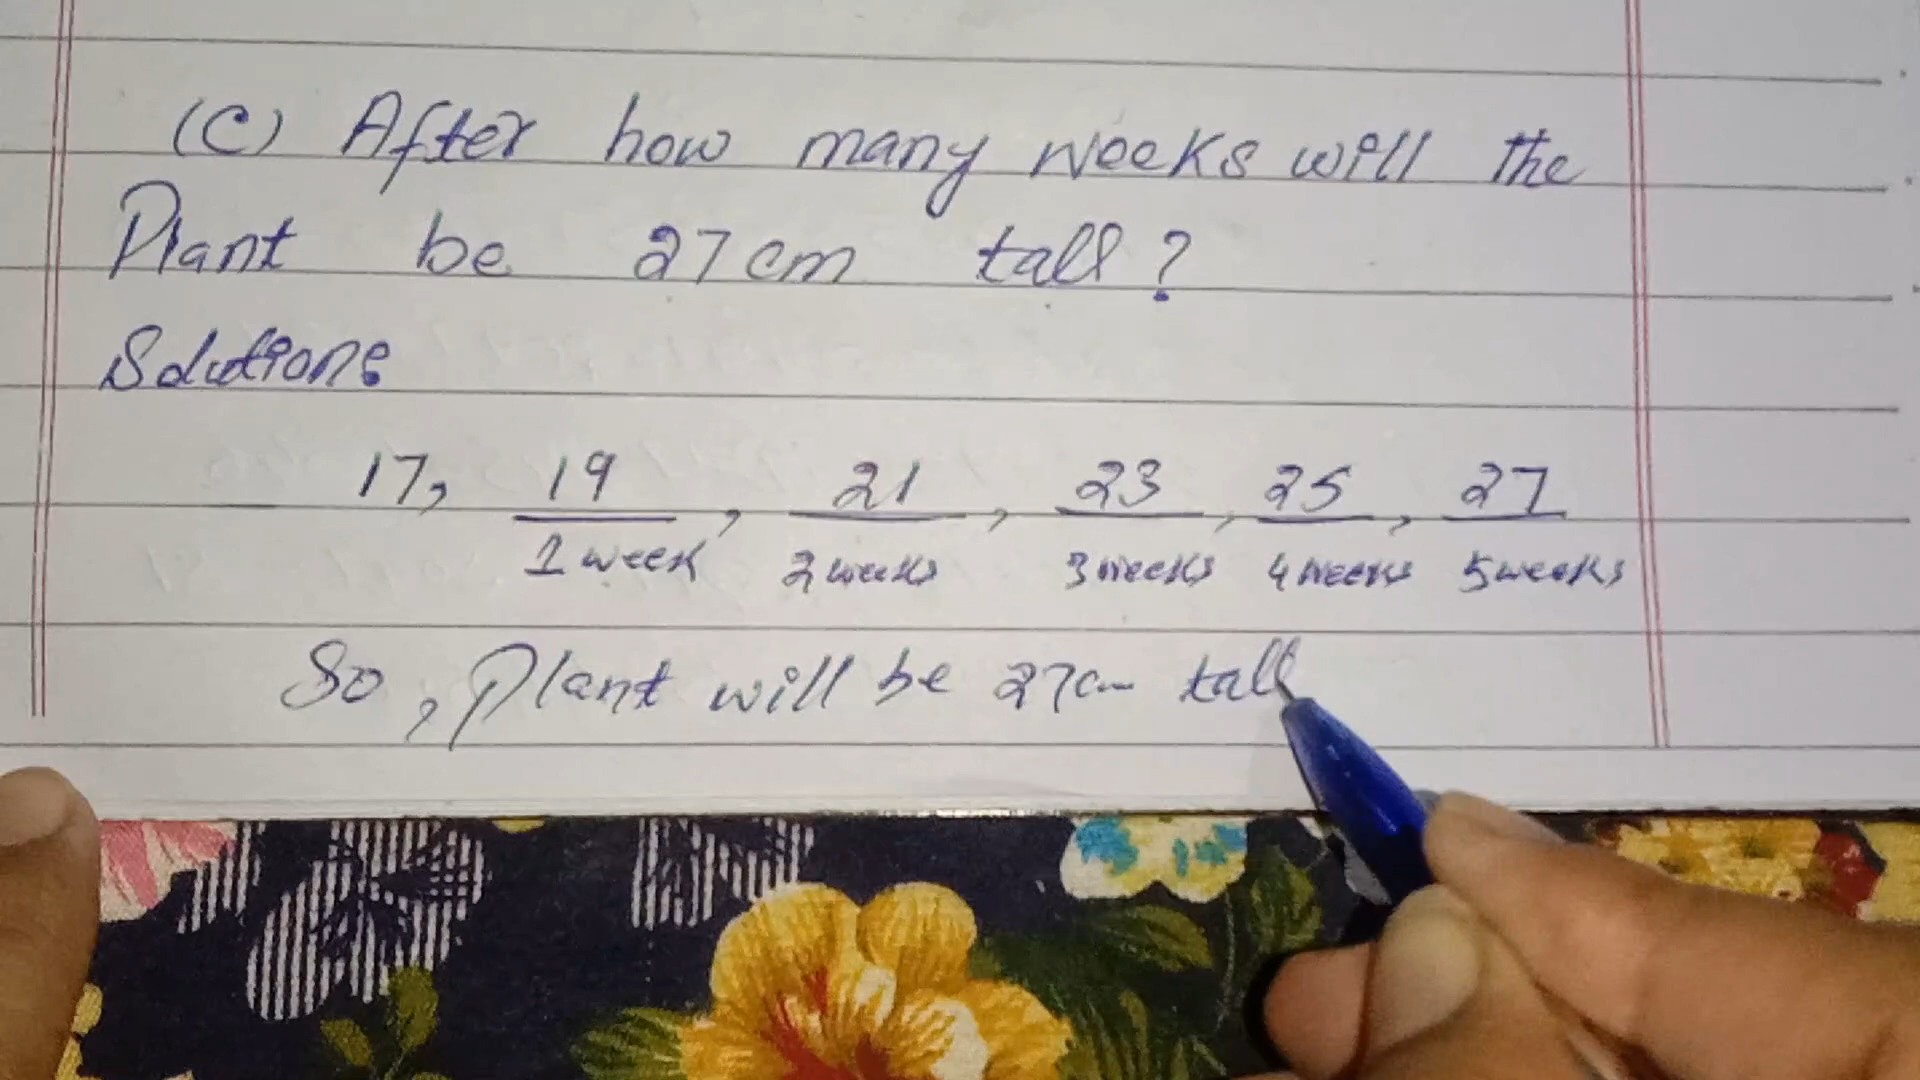 (C) After how many weeks will the
Plant be 27cm tall?
Solution:
17, 19, 21, 23, 25, 27
1 week 2 weeks 3 weeks 4 weeks 5 weeks
So, Plant will be 27cm tall